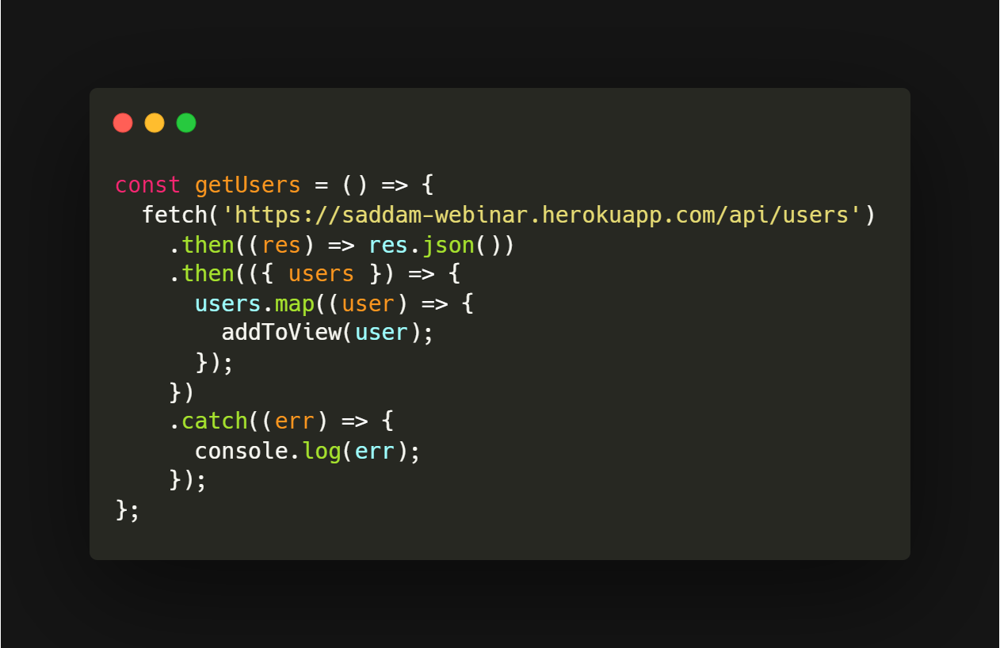 const getUsers = () => {
  fetch('https://saddam-webinar.herokuapp.com/api/users')
    .then((res) => res.json())
    .then(({ users }) => {
      users.map((user) => {
        addToView(user);
      });
    })
    .catch((err) => {
      console.log(err);
    });
};